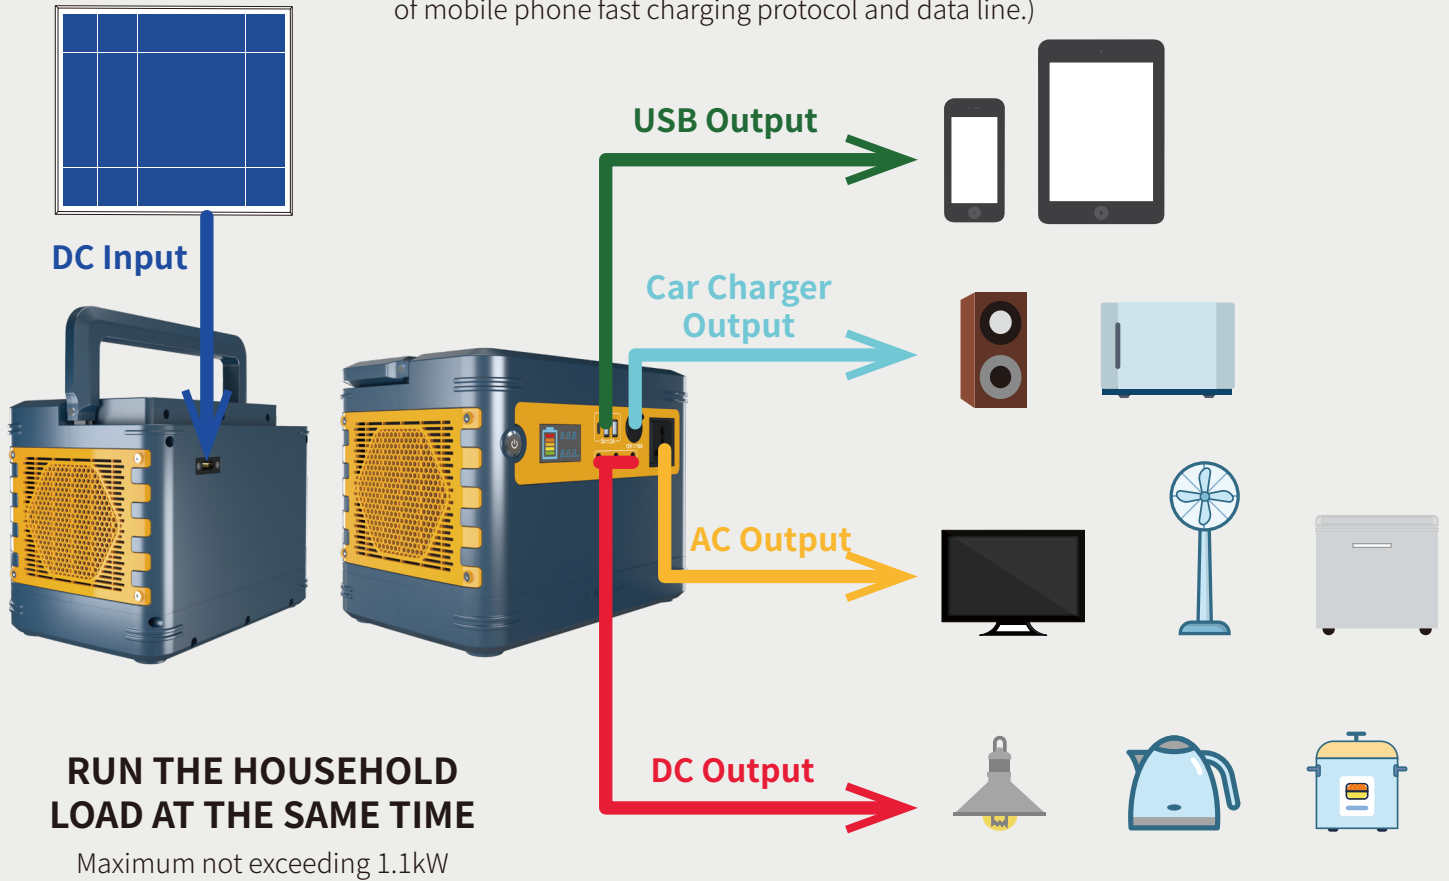 of mobile phone fast charging protocol and data line.)
USB Output
DC Input
Car Charger
Output
AC Output
DC Output
RUN THE HOUSEHOLD
LOAD AT THE SAME TIME
Maximum not exceeding 1.1kW